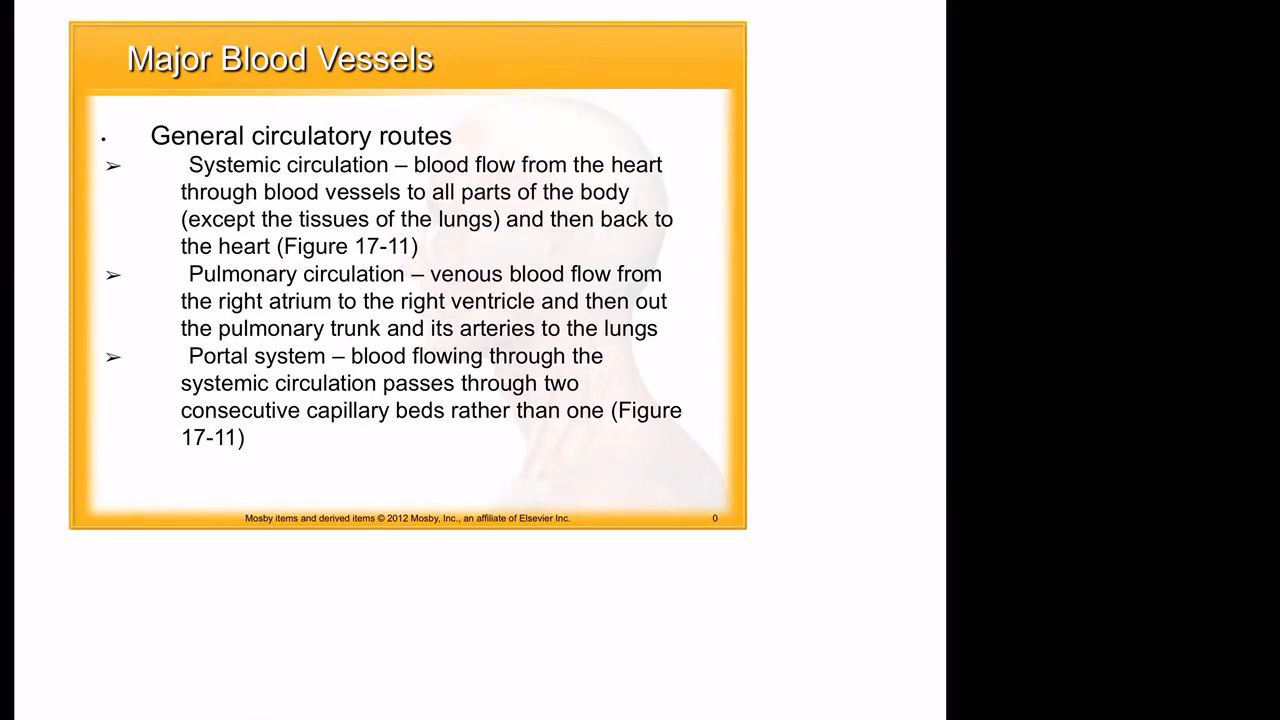 Major Blood Vessels
• General circulatory routes
➢ Systemic circulation – blood flow from the heart
through blood vessels to all parts of the body
(except the tissues of the lungs) and then back to
the heart (Figure 17-11)
➢ Pulmonary circulation – venous blood flow from
the right atrium to the right ventricle and then out
the pulmonary trunk and its arteries to the lungs
➢ Portal system – blood flowing through the
systemic circulation passes through two
consecutive capillary beds rather than one (Figure
17-11)
Mosby items and derived items © 2012 Mosby, Inc., an affiliate of Elsevier Inc. 0